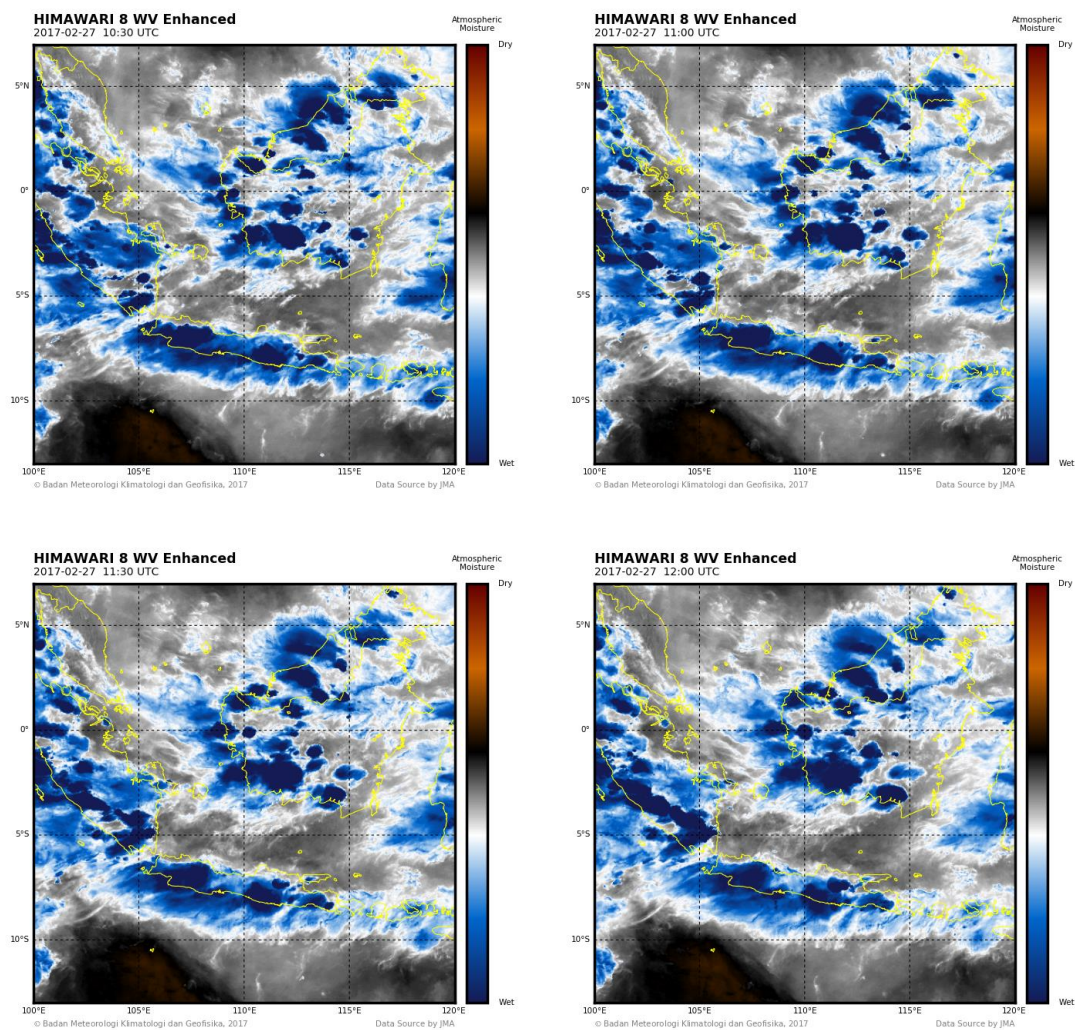 HIMAWARI 8 WV Enhanced
2017-02-27 10:30 UTC
Atmospheric
Moisture
Dry
5°N
0°
5°S
10°S
Wet
100°E
105°E
110°E
115°E
120°E
© Badan Meteorologi Klimatologi dan Geofisika, 2017
Data Source by JMA
HIMAWARI 8 WV Enhanced
2017-02-27 11:00 UTC
Atmospheric
Moisture
Dry
5°N
0°
5°S
10°S
Wet
100°E
105°E
110°E
115°E
120°E
© Badan Meteorologi Klimatologi dan Geofisika, 2017
Data Source by JMA
HIMAWARI 8 WV Enhanced
2017-02-27 11:30 UTC
Atmospheric
Moisture
Dry
5°N
0°
5°S
10°S
Wet
100°E
105°E
110°E
115°E
120°E
© Badan Meteorologi Klimatologi dan Geofisika, 2017
Data Source by JMA
HIMAWARI 8 WV Enhanced
2017-02-27 12:00 UTC
Atmospheric
Moisture
Dry
5°N
0°
5°S
10°S
Wet
100°E
105°E
110°E
115°E
120°E
© Badan Meteorologi Klimatologi dan Geofisika, 2017
Data Source by JMA